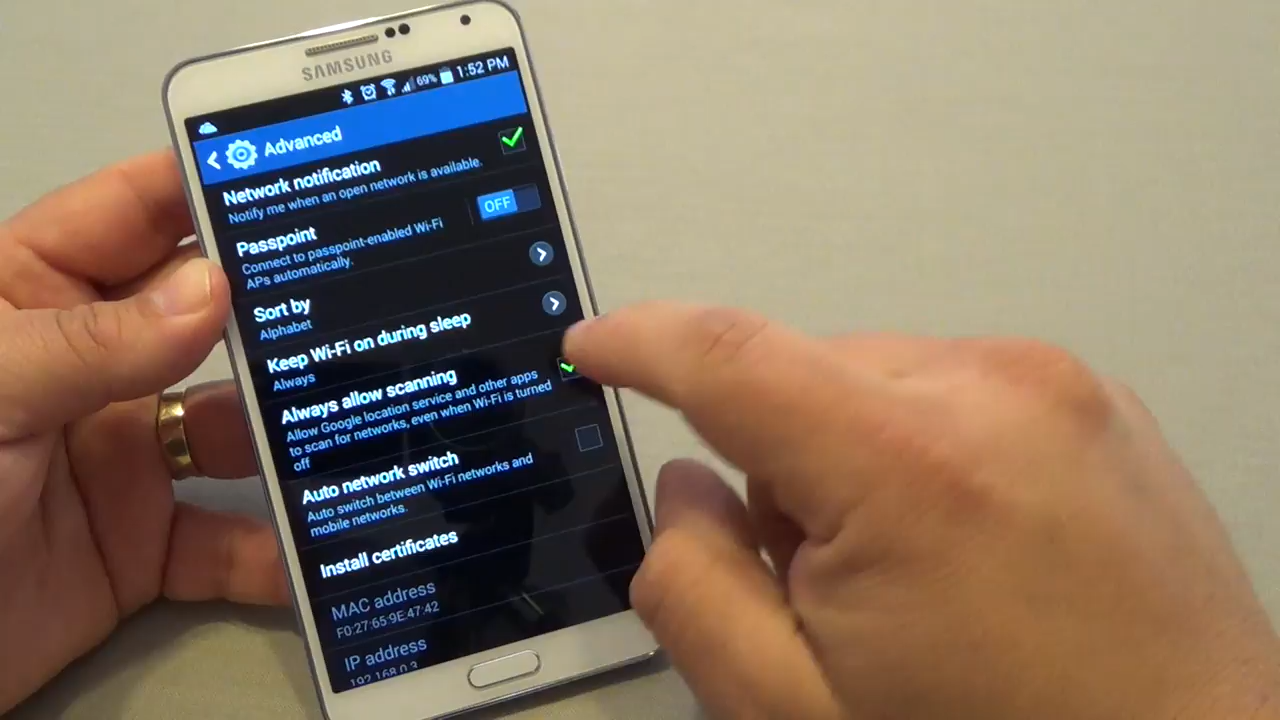 SAMSUNG
69% 1:52 PM
Advanced
Network notification
Notify me when an open network is available.
Passpoint
Connect to passpoint-enabled Wi-Fi
APs automatically.
OFF
Sort by
Alphabet
Keep Wi-Fi on during sleep
Always
Always allow scanning
Allow Google location service and other apps
to scan for networks, even when Wi-Fi is turned
off
Auto network switch
Auto switch between Wi-Fi networks and
mobile networks.
Install certificates
MAC address
F0:27:65:9E:47:42
IP address
192.168.0.3